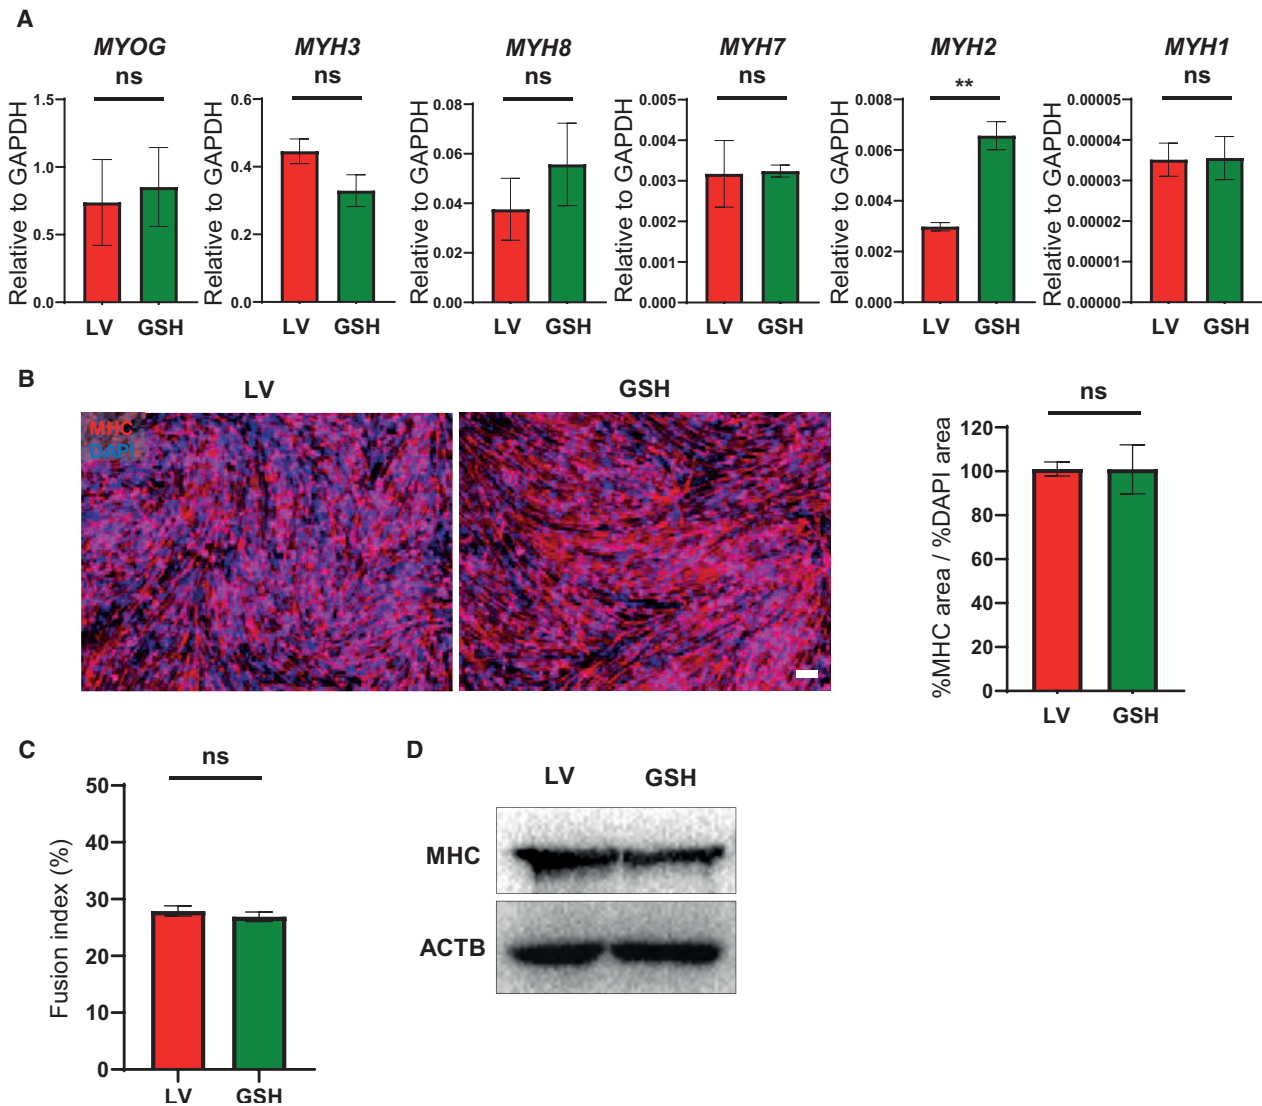 A
MYOG MYH3 MYH8 MYH7 MYH2 MYH1
ns ns ns ns ** ns
Relative to GAPDH
1.5
1.0
0.5
0.0
LV GSH
Relative to GAPDH
0.6
0.4
0.2
0.0
LV GSH
Relative to GAPDH
0.08
0.06
0.04
0.02
0.00
LV GSH
Relative to GAPDH
0.005
0.004
0.003
0.002
0.001
0.000
LV GSH
Relative to GAPDH
0.008
0.006
0.004
0.002
0.000
LV GSH
Relative to GAPDH
0.00005
0.00004
0.00003
0.00002
0.00001
0.00000
LV GSH
B
LV GSH
MHC
DAPI
ns
%MHC area / %DAPI area
120
100
80
60
40
20
0
LV GSH
C
ns
Fusion index (%)
50
40
30
20
10
0
LV GSH
D
LV GSH
MHC
ACTB